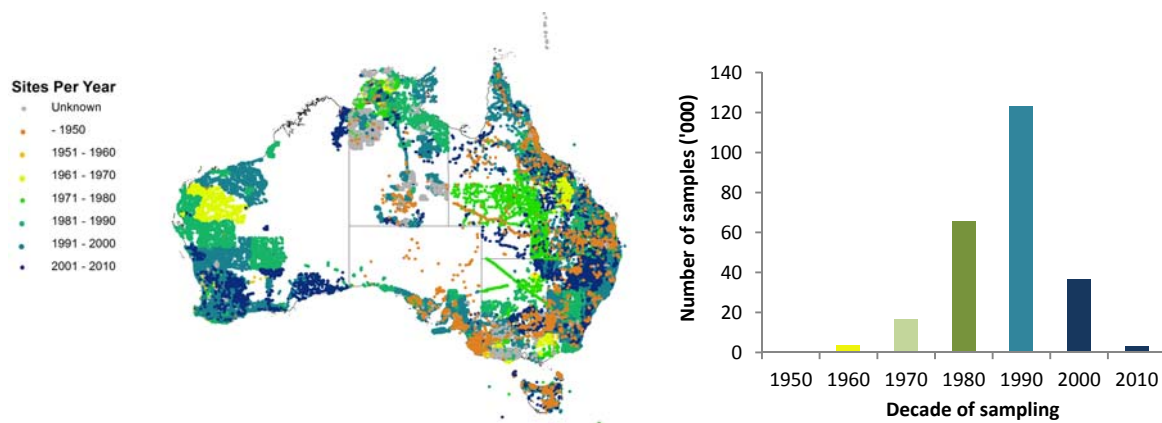 Sites Per Year
Unknown
- 1950
1951 - 1960
1961 - 1970
1971 - 1980
1981 - 1990
1991 - 2000
2001 - 2010
Number of samples ('000)
140
120
100
80
60
40
20
0
1950 1960 1970 1980 1990 2000 2010
Decade of sampling